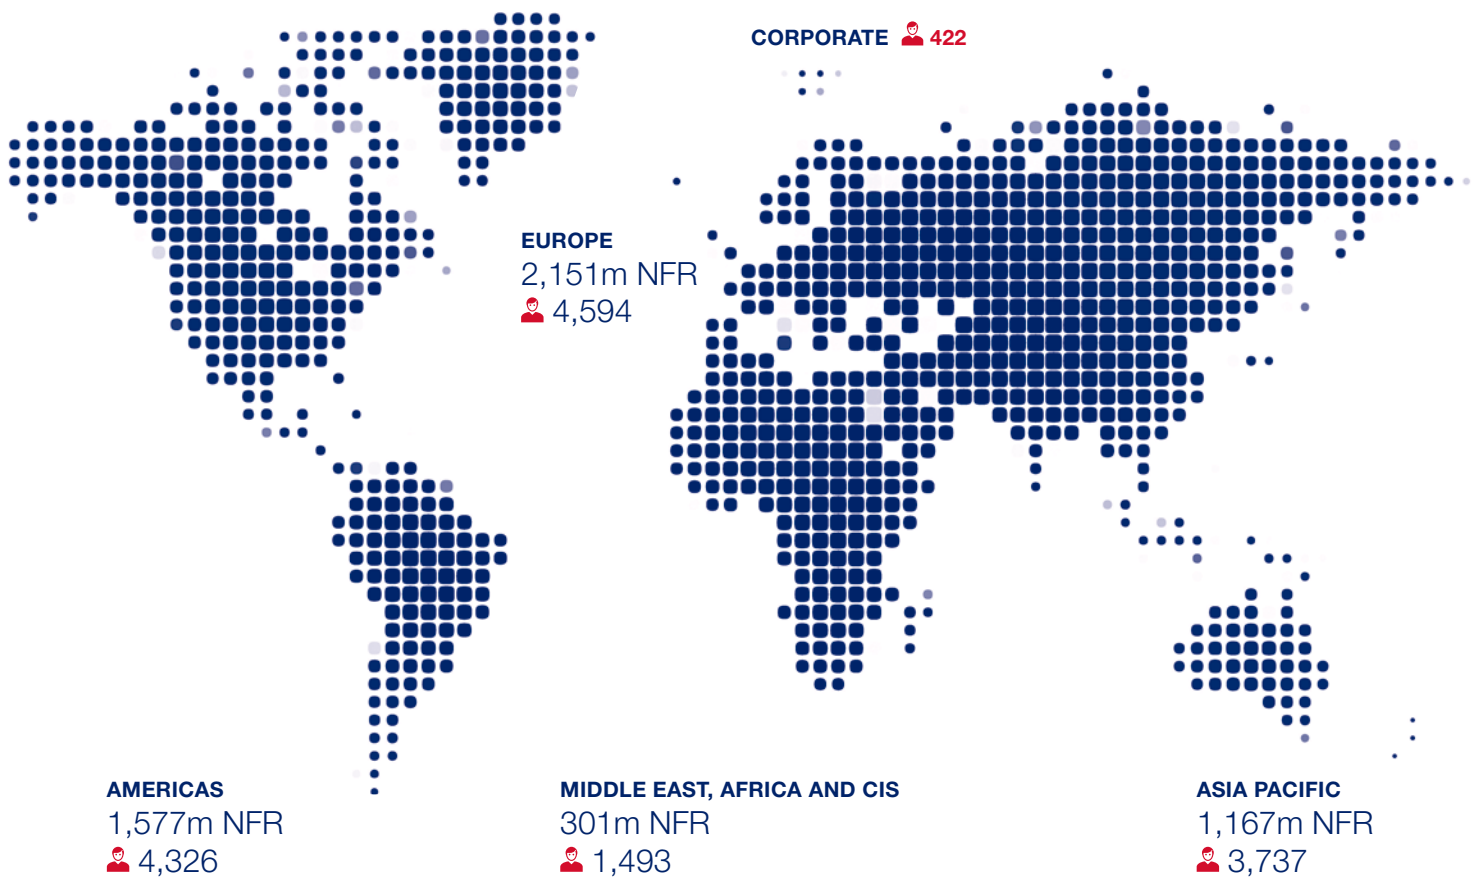 CORPORATE 422
EUROPE
2,151m NFR
4,594
AMERICAS
1,577m NFR
4,326
MIDDLE EAST, AFRICA AND CIS
301m NFR
1,493
ASIA PACIFIC
1,167m NFR
3,737